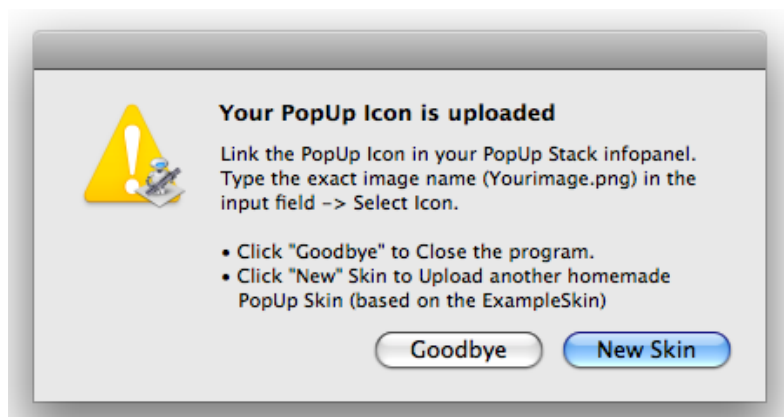 Your PopUp Icon is uploaded
Link the PopUp Icon in your PopUp Stack infopanel.
Type the exact image name (Yourimage.png) in the
input field -> Select Icon.
• Click "Goodbye" to Close the program.
• Click "New" Skin to Upload another homemade
PopUp Skin (based on the ExampleSkin)
Goodbye New Skin